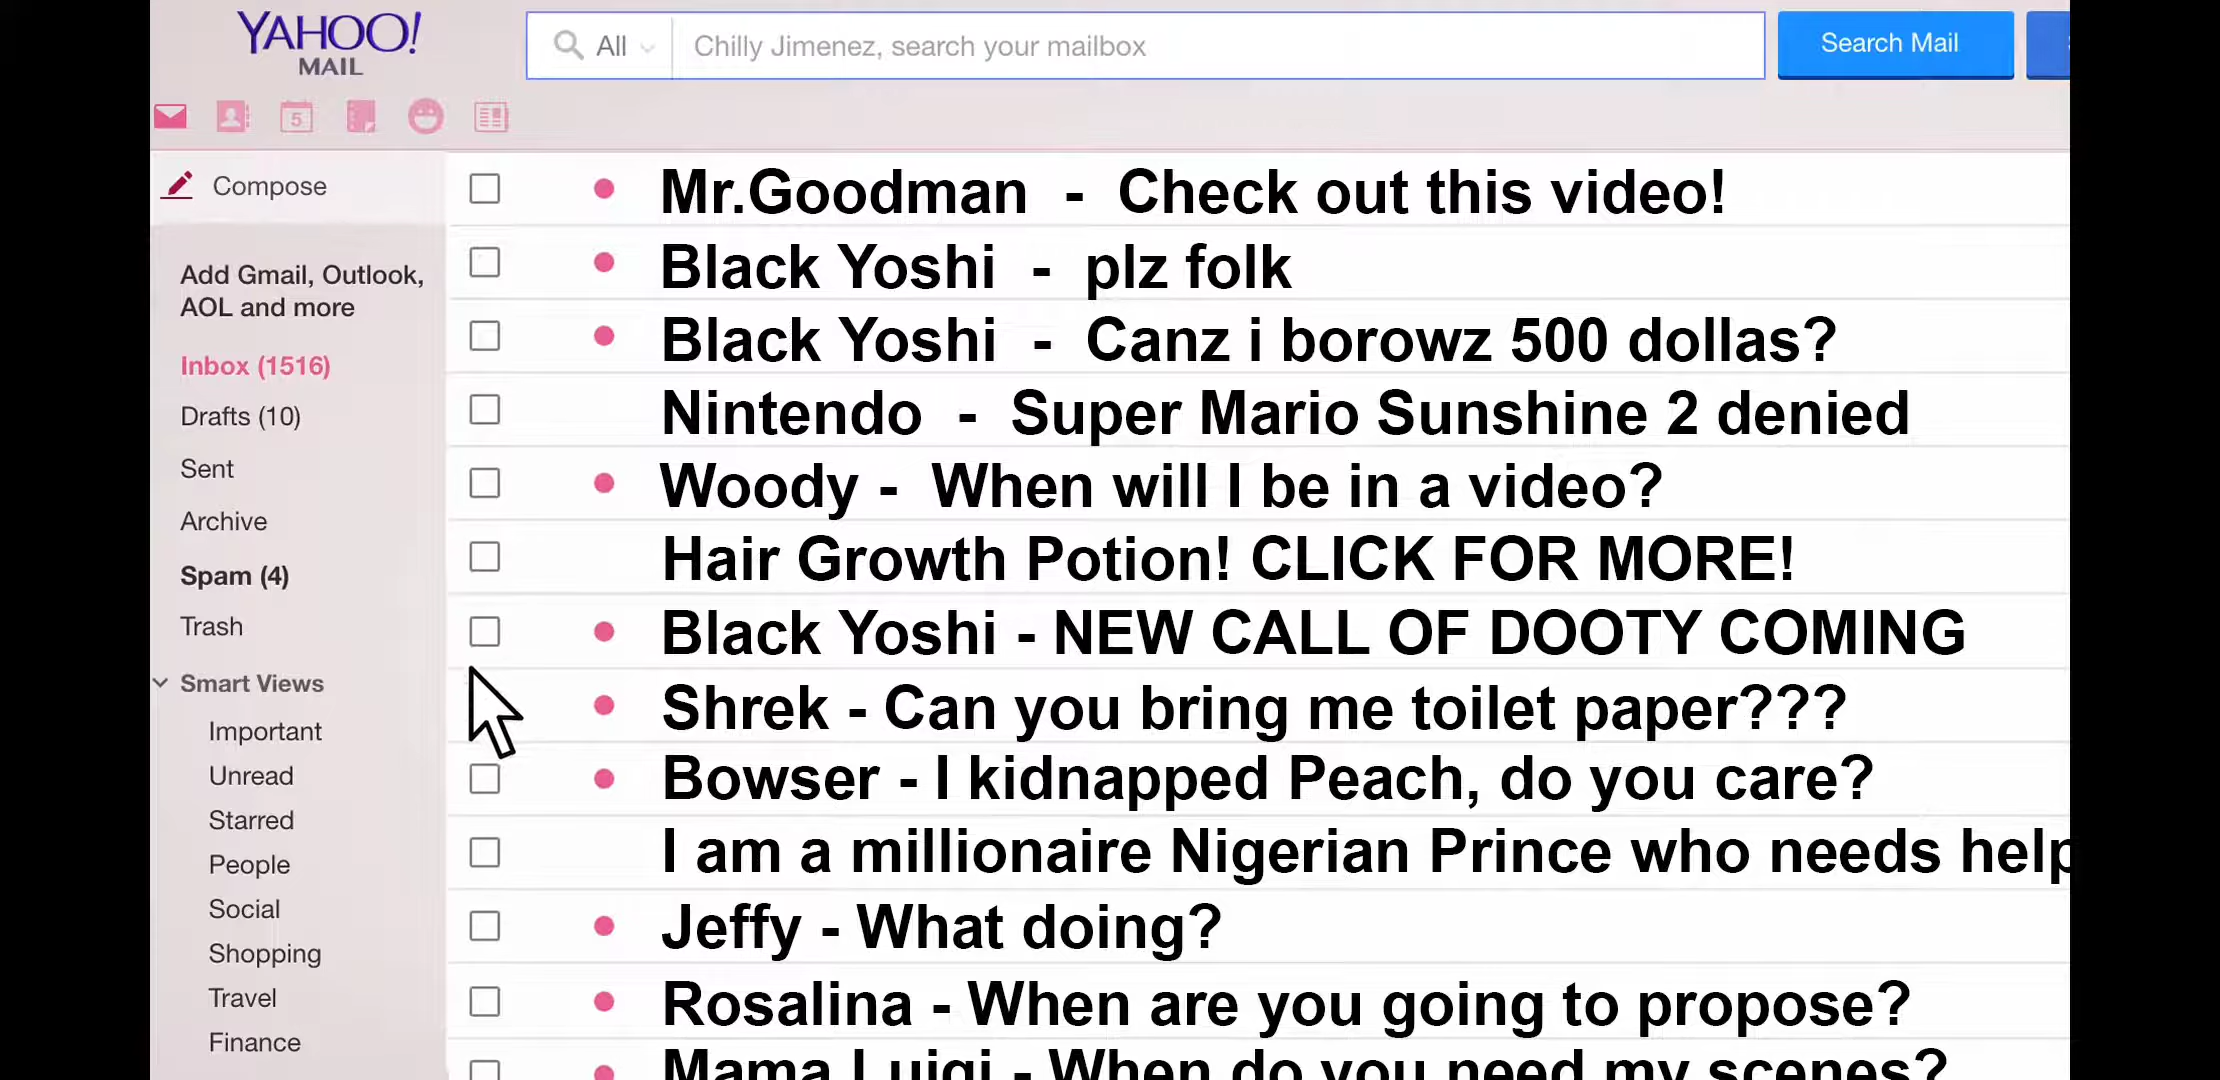 YAHOO!
MAIL
All
Chilly Jimenez, search your mailbox
Search Mail
5
Compose
Add Gmail, Outlook,
AOL and more
Inbox (1516)
Drafts (10)
Sent
Archive
Spam (4)
Trash
Smart Views
Important
Unread
Starred
People
Social
Shopping
Travel
Finance
Mr.Goodman - Check out this video!
Black Yoshi - plz folk
Black Yoshi - Canz i borowz 500 dollas?
Nintendo - Super Mario Sunshine 2 denied
Woody - When will I be in a video?
Hair Growth Potion! CLICK FOR MORE!
Black Yoshi - NEW CALL OF DOOTY COMING
Shrek - Can you bring me toilet paper???
Bowser - I kidnapped Peach, do you care?
I am a millionaire Nigerian Prince who needs help
Jeffy - What doing?
Rosalina - When are you going to propose?
Mama Luigi - When do you need my scenes?